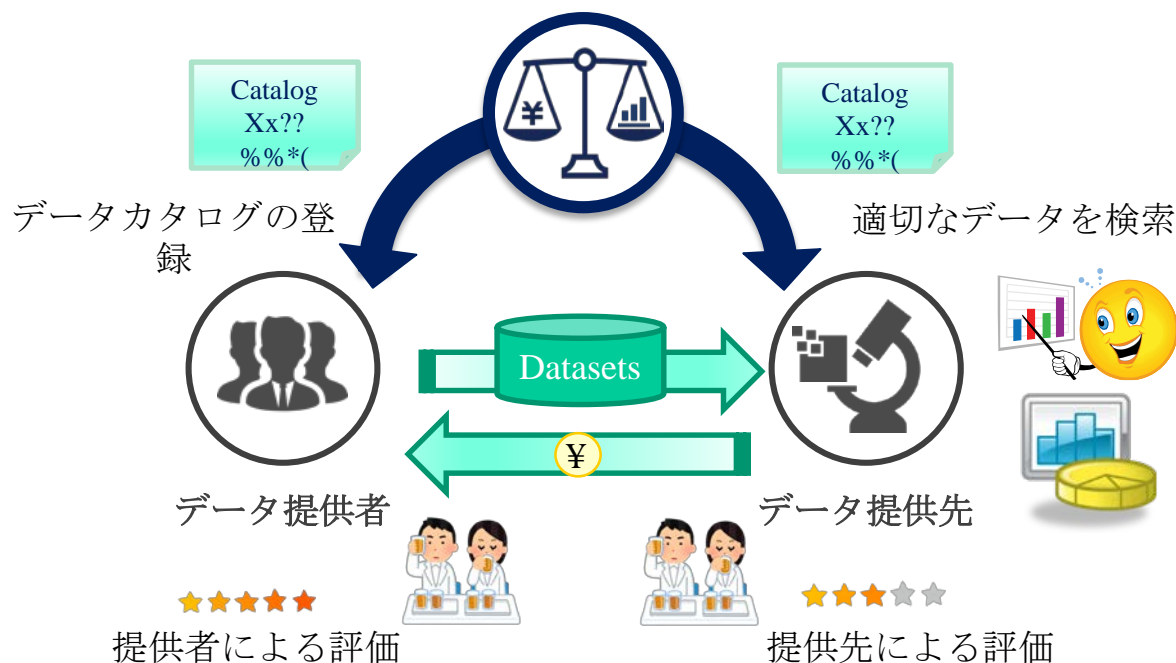 ¥
Catalog
Xx??
%%*(
Catalog
Xx??
%%*(
データカタログの登
録
適切なデータを検索
Datasets
¥
データ提供者
データ提供先
提供者による評価
提供先による評価